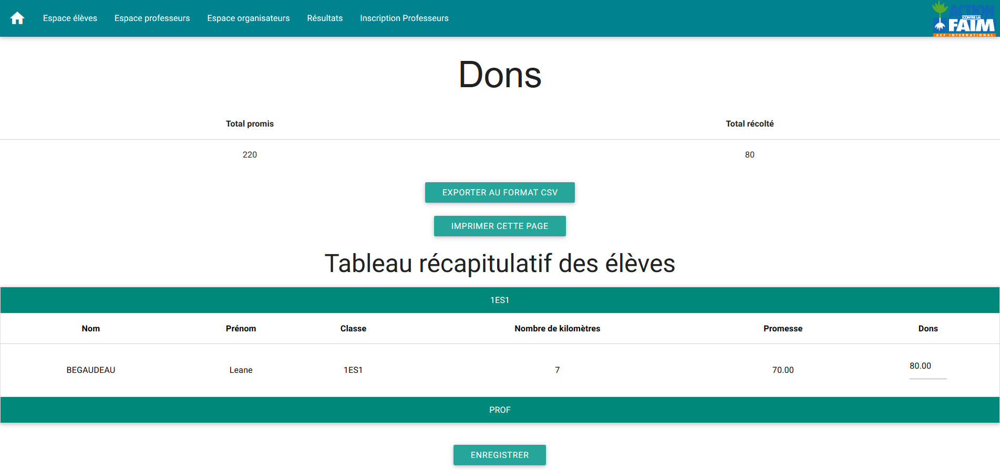 Espace élèves Espace professeurs Espace organisateurs Résultats Inscription Professeurs
ACTION
CONTRE LA
FAIM
ACF INTERNATIONAL
Dons
Total promis Total récolté
220 80
EXPORTER AU FORMAT CSV
IMPRIMER CETTE PAGE
Tableau récapitulatif des élèves
1ES1
Nom Prénom Classe Nombre de kilomètres Promesse Dons
BEGAUDEAU Leane 1ES1 7 70.00 80.00
PROF
ENREGISTRER